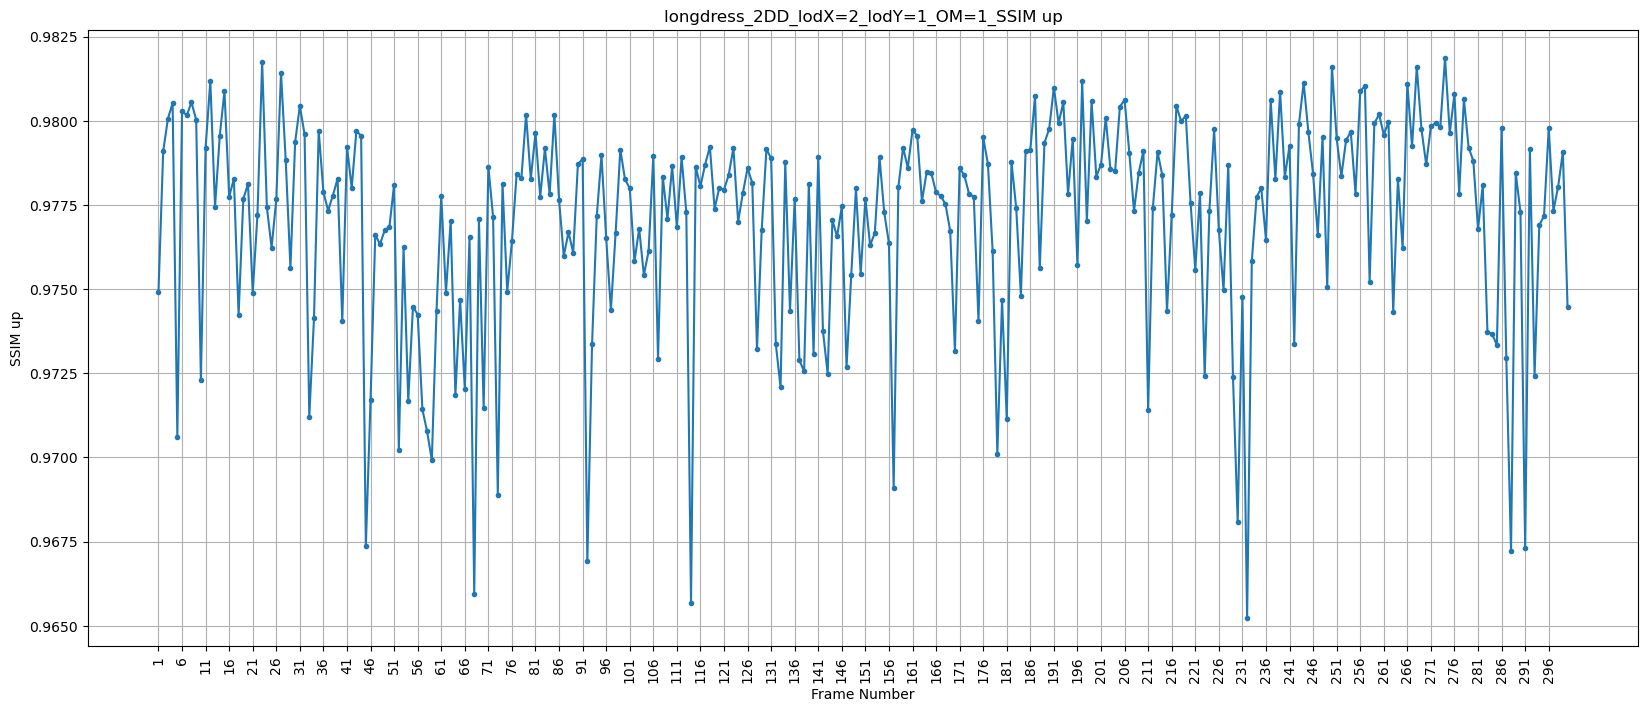 longdress_2DD_lodX=2_lodY=1_OM=1_SSIM up
SSIM up
0.9825
0.9800
0.9775
0.9750
0.9725
0.9700
0.9675
0.9650
1 6 11 16 21 26 31 36 41 46 51 56 61 66 71 76 81 86 91 96 101 106 111 116 121 126 131 136 141 146 151 156 161 166 171 176 181 186 191 196 201 206 211 216 221 226 231 236 241 246 251 256 261 266 271 276 281 286 291 296
Frame Number